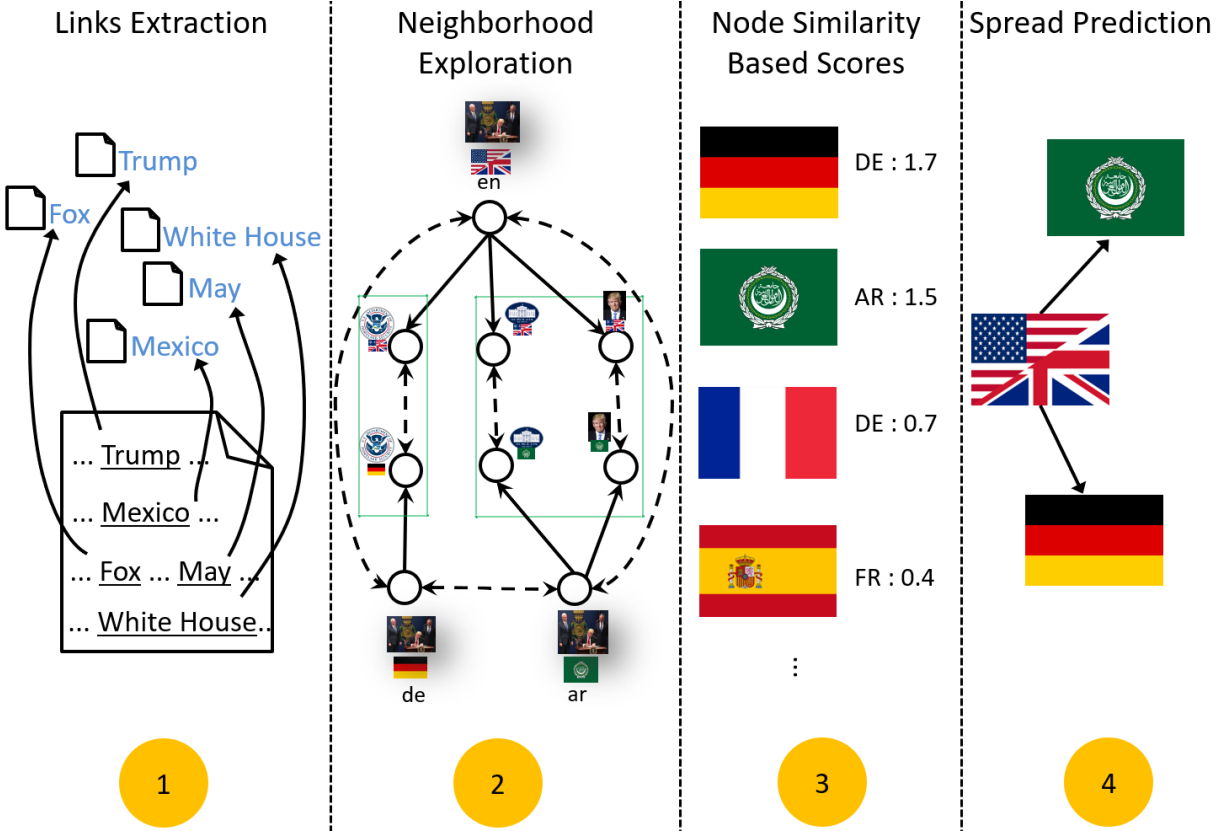 Links Extraction
Trump
Fox
White House
May
Mexico
... Trump ...
... Mexico ...
... Fox ... May ...
... White House..
1
Neighborhood
Exploration
en
de
ar
2
Node Similarity
Based Scores
DE : 1.7
AR : 1.5
DE : 0.7
FR : 0.4
...
3
Spread Prediction
4